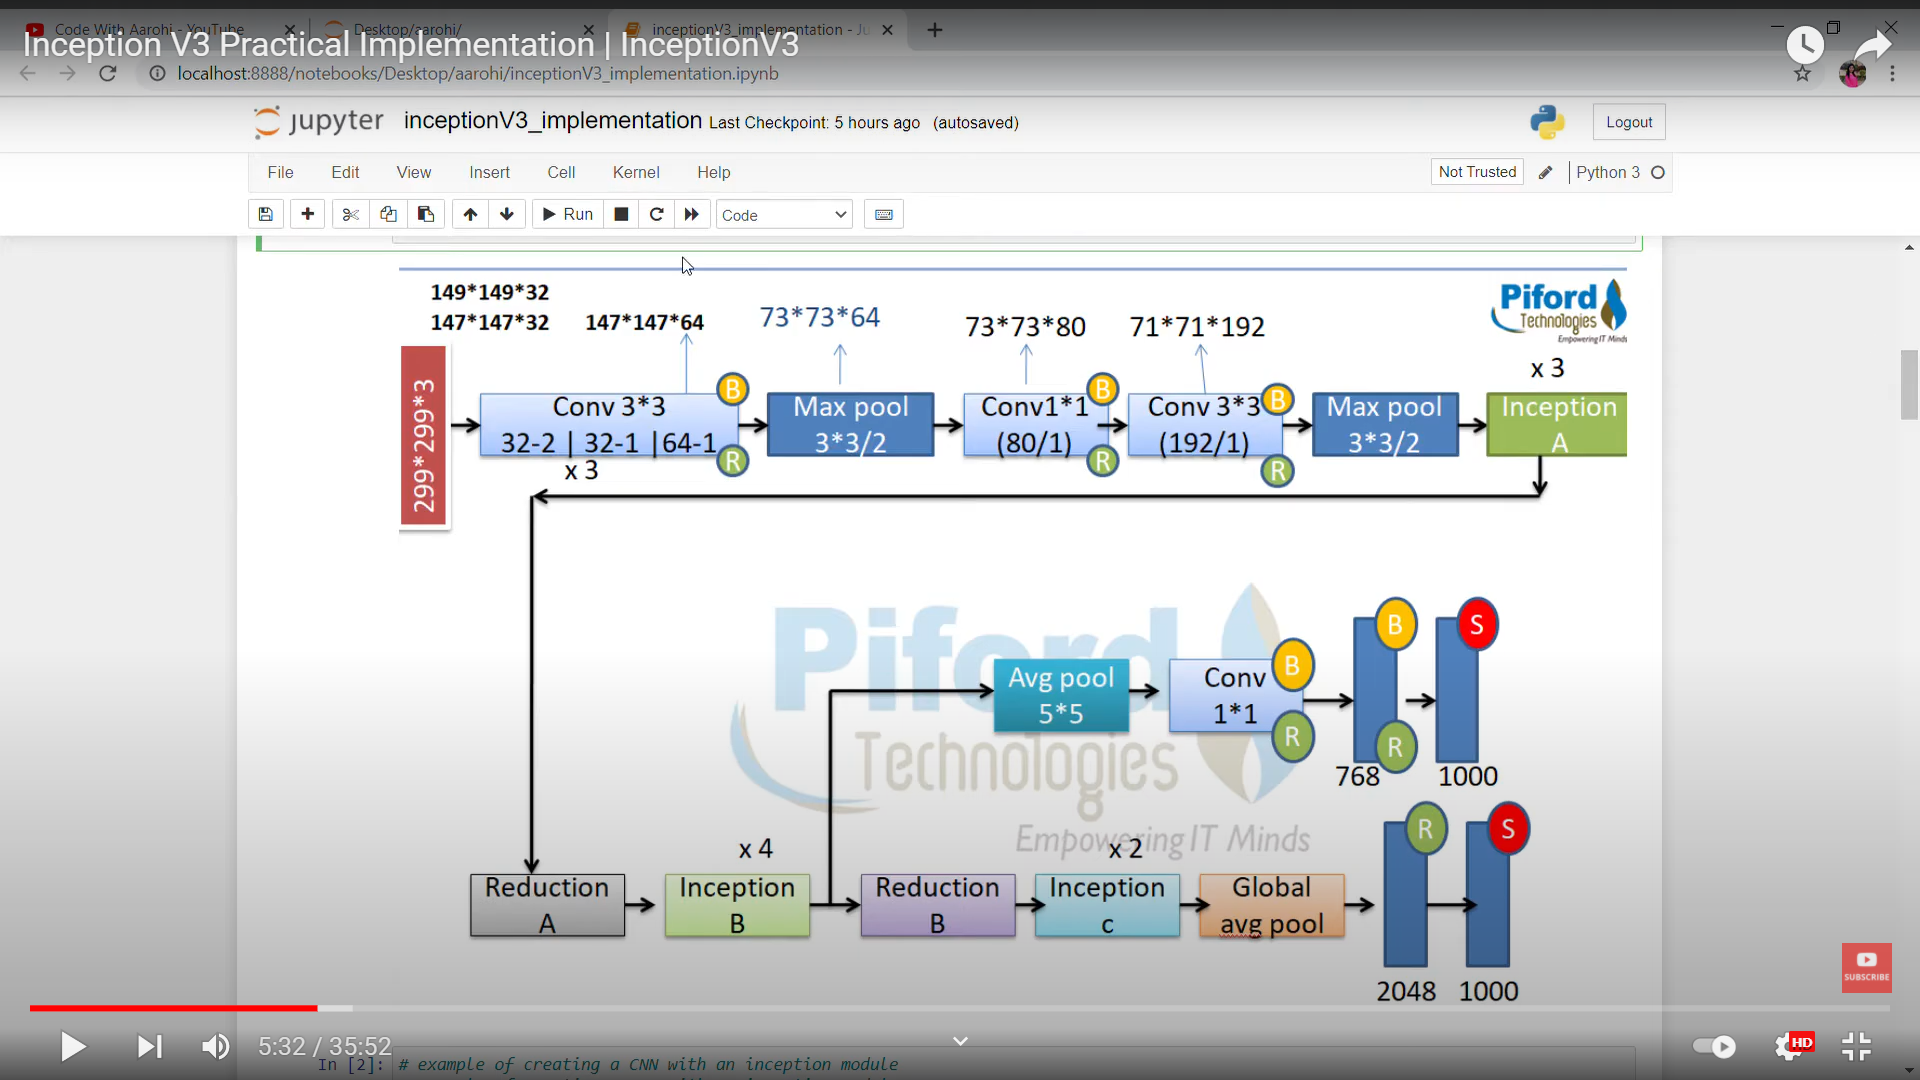 Code With Aarohi - YouTube
Desktop/aarohi/
inceptionV3_implementation - Ju
Inception V3 Practical Implementation | InceptionV3
localhost:8888/notebooks/Desktop/aarohi/inceptionV3_implementation.ipynb
jupyter inceptionV3_implementation Last Checkpoint: 5 hours ago (autosaved)
Logout
File Edit View Insert Cell Kernel Help
Not Trusted
Python 3
Run
Code
149*149*32
147*147*32
147*147*64
73*73*64
73*73*80
71*71*192
Piford
Technologies
Empowering IT Minds
x 3
299*299*3
Conv 3*3
32-2 | 32-1 |64-1
B
R
x 3
Max pool
3*3/2
Conv1*1
(80/1)
B
R
Conv 3*3
(192/1)
B
R
Max pool
3*3/2
Inception
A
Piford
Technologies
Empowering IT Minds
Avg pool
5*5
Conv
1*1
B
R
B
R
S
768
1000
Reduction
A
x 4
Inception
B
Reduction
B
x 2
Inception
c
Global
avg pool
R
S
2048
1000
SUBSCRIBE
5:32 / 35:52
HD
In [2]: # example of creating a CNN with an inception module